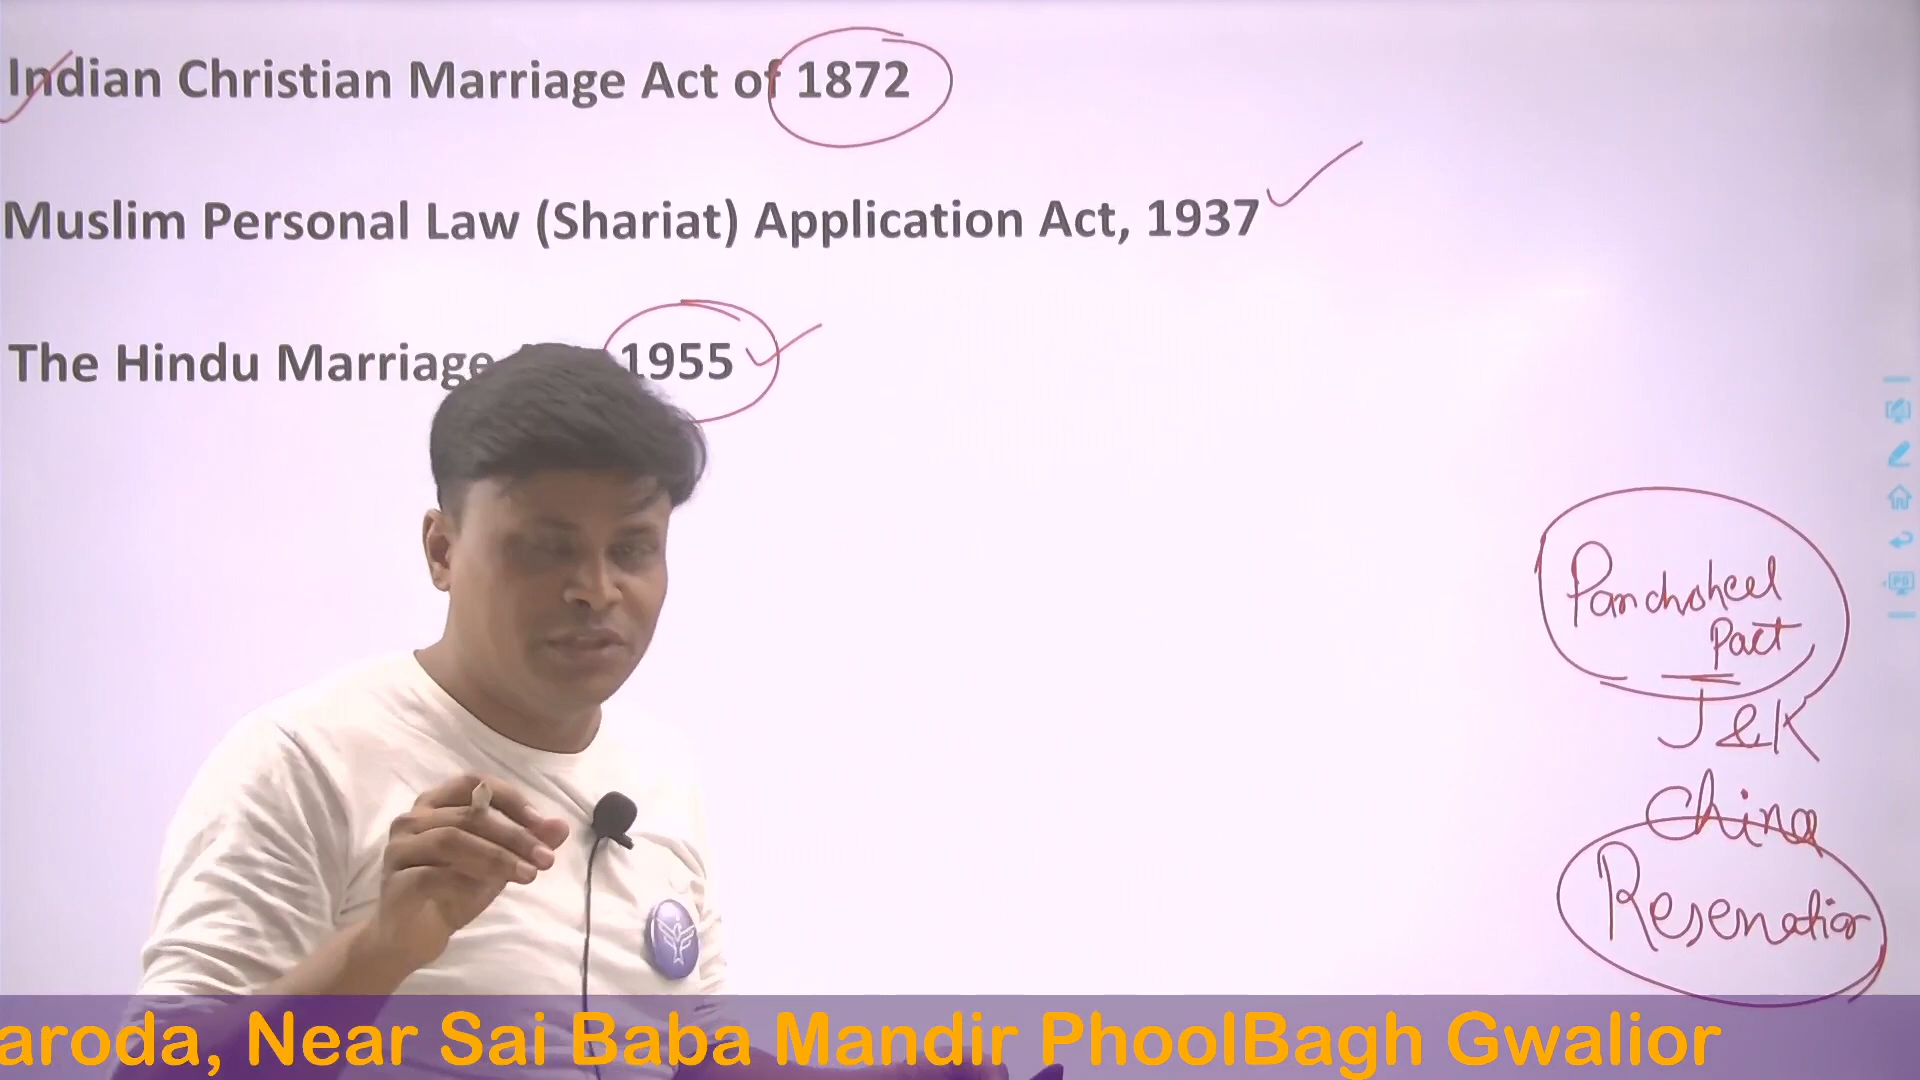 Indian Christian Marriage Act of 1872
Muslim Personal Law (Shariat) Application Act, 1937
The Hindu Marriage 1955
Panchsheel
Pact
J&K
China
Reservation
aroda, Near Sai Baba Mandir PhoolBagh Gwalior